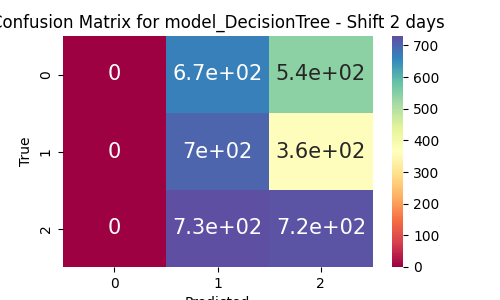 Confusion Matrix for model_DecisionTree - Shift 2 days
True
0 0 6.7e+02 5.4e+02
1 0 7e+02 3.6e+02
2 0 7.3e+02 7.2e+02
0 1 2
Predicted
700
600
500
400
300
200
100
0